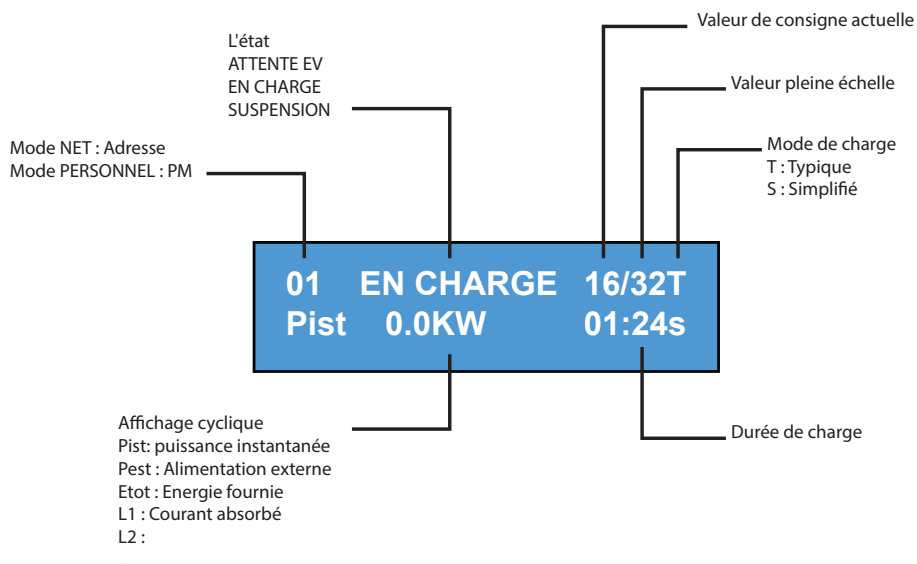 Valeur de consigne actuelle
L'état
ATTENTE EV
EN CHARGE
SUSPENSION
Valeur pleine échelle
Mode NET : Adresse
Mode PERSONNEL : PM
Mode de charge
T : Typique
S : Simplifié
01 EN CHARGE 16/32T
Pist 0.0KW 01:24s
Affichage cyclique
Pist: puissance instantanée
Pest : Alimentation externe
Etot : Energie fournie
L1 : Courant absorbé
L2 :
...
Durée de charge